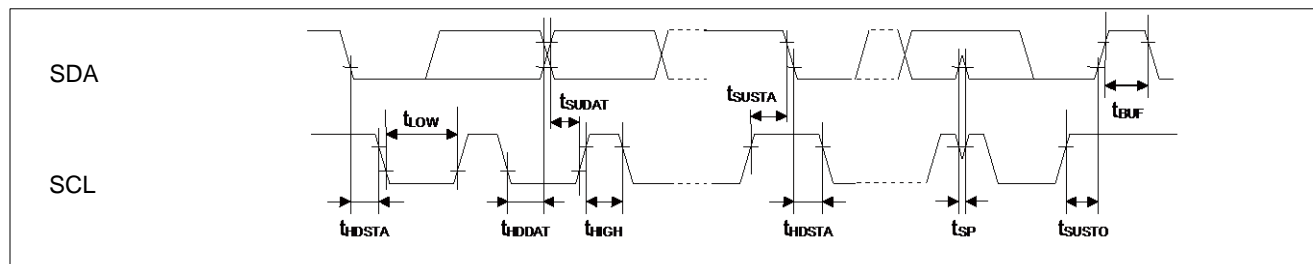 SDA
tSUDAT
tSUSTA
tLOW
tBUF
SCL
tHDSTA
tHDDAT
tHIGH
tHDSTA
tSP
tSUSTO